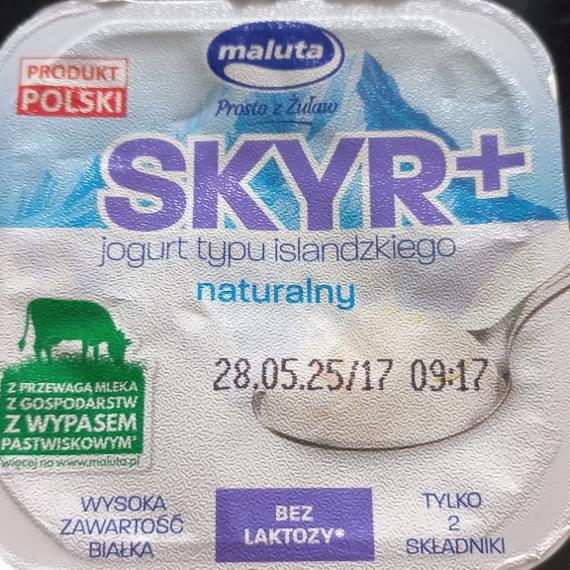 maluta
PRODUKT
POLSKI
Prosto z Żuław
SKYR+
jogurt typu islandzkiego
naturalny
28.05.25/17 09:17
Z PRZEWAGĄ MLEKA
Z GOSPODARSTW
Z WYPASEM
PASTWISKOWYM*
więcej na www.maluta.pl
WYSOKA
ZAWARTOŚĆ
BIAŁKA
BEZ
LAKTOZY*
TYLKO
2
SKŁADNIKI